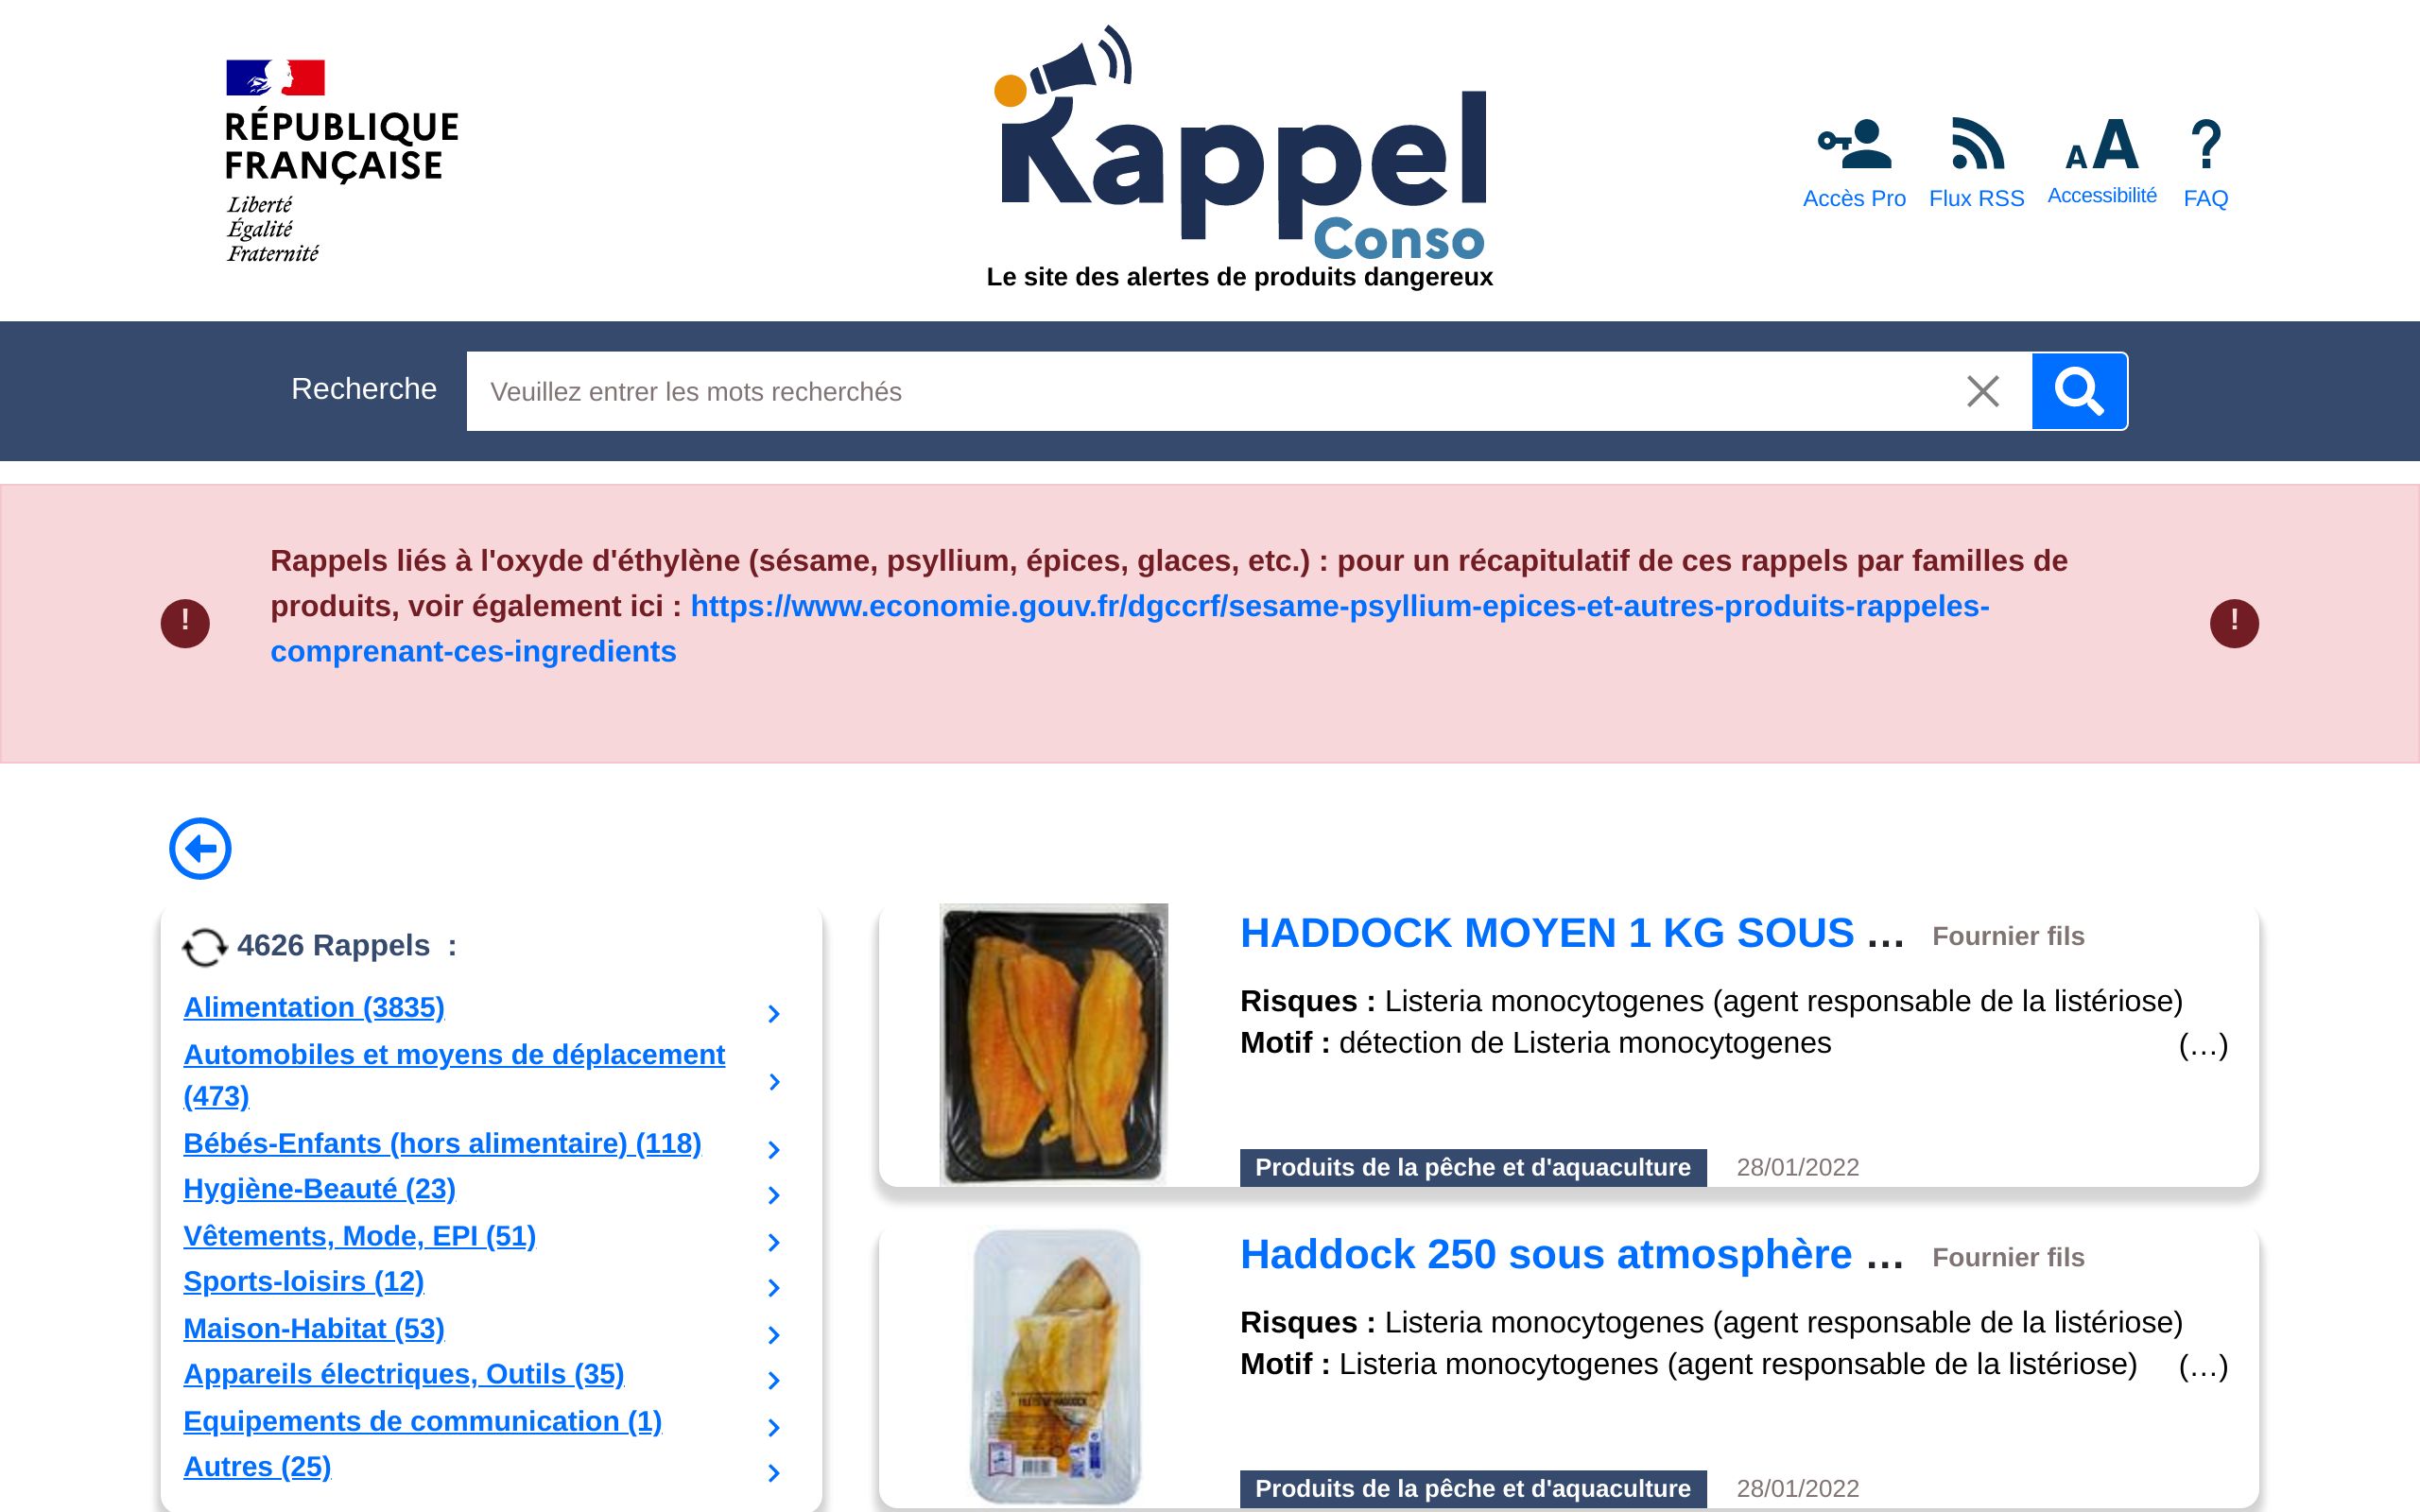 RÉPUBLIQUE
FRANÇAISE
Liberté
Égalité
Fraternité
Rappel
Conso
Le site des alertes de produits dangereux
Accès Pro
Flux RSS
AA
Accessibilité
?
FAQ
Recherche
Veuillez entrer les mots recherchés
Rappels liés à l'oxyde d'éthylène (sésame, psyllium, épices, glaces, etc.) : pour un récapitulatif de ces rappels par familles de
produits, voir également ici : https://www.economie.gouv.fr/dgccrf/sesame-psyllium-epices-et-autres-produits-rappeles-
comprenant-ces-ingredients
!
!
4626 Rappels :
Alimentation (3835)
Automobiles et moyens de déplacement
(473)
Bébés-Enfants (hors alimentaire) (118)
Hygiène-Beauté (23)
Vêtements, Mode, EPI (51)
Sports-loisirs (12)
Maison-Habitat (53)
Appareils électriques, Outils (35)
Equipements de communication (1)
Autres (25)
HADDOCK MOYEN 1 KG SOUS ... Fournier fils
Risques : Listeria monocytogenes (agent responsable de la listériose)
Motif : détection de Listeria monocytogenes (…)
Produits de la pêche et d'aquaculture 28/01/2022
Haddock 250 sous atmosphère ... Fournier fils
Risques : Listeria monocytogenes (agent responsable de la listériose)
Motif : Listeria monocytogenes (agent responsable de la listériose) (…)
FILETS DE HADDOCK
Produits de la pêche et d'aquaculture 28/01/2022